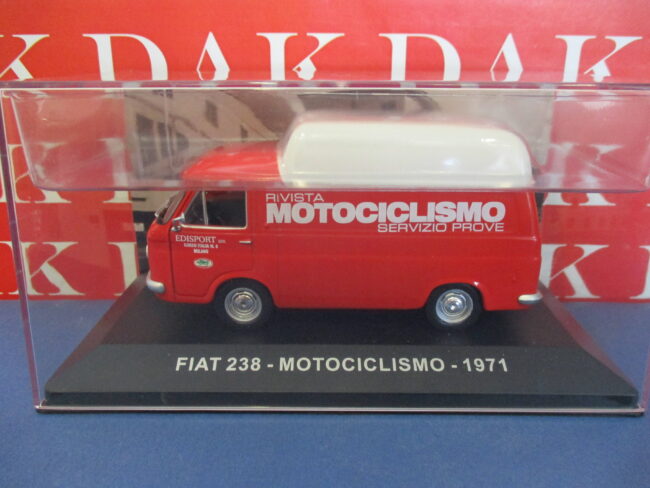 DAK DAK DAK
RIVISTA
MOTOCICLISMO
SERVIZIO PROVE
EDISPORT
MILANO
FIAT 238 - MOTOCICLISMO - 1971